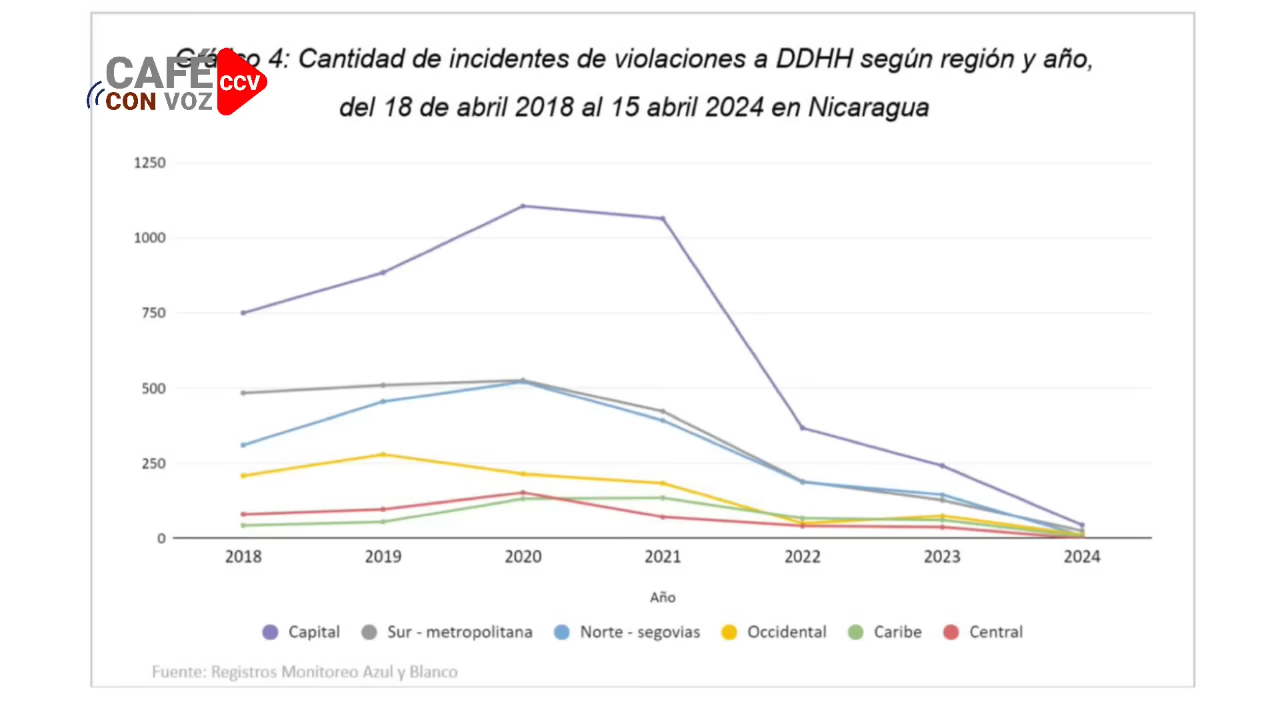 4: Cantidad de incidentes de violaciones a DDHH según región y año,
del 18 de abril 2018 al 15 abril 2024 en Nicaragua
CAFÉ
CON VOZ
CCV
1250
1000
750
500
250
0
2018 2019 2020 2021 2022 2023 2024
Año
Capital Sur - metropolitana Norte - segovias Occidental Caribe Central
Fuente: Registros Monitoreo Azul y Blanco